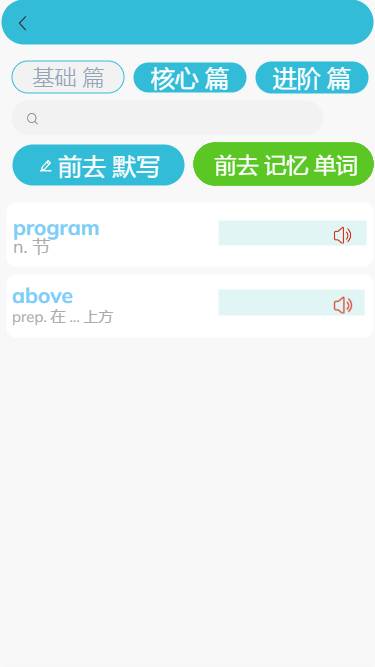 基础 篇 核心 篇 进阶 篇
前去 默写 前去 记忆 单词
program
n. 节
above
prep. 在 ... 上方